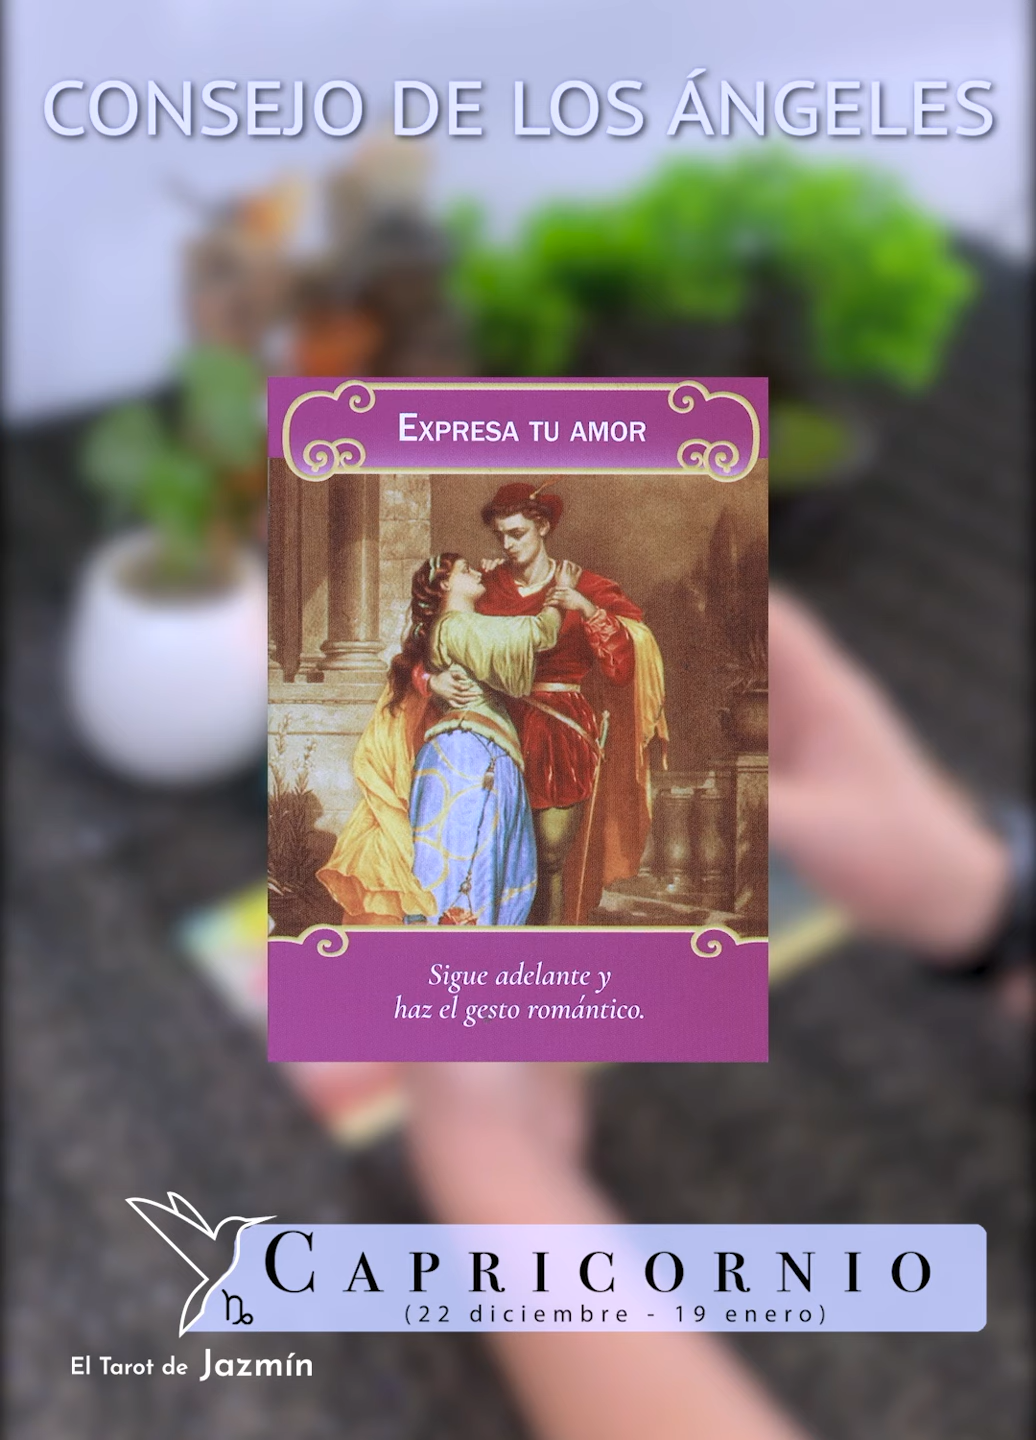 CONSEJO DE LOS ÁNGELES
EXPRESA TU AMOR
Sigue adelante y
haz el gesto romántico.
CAPRICORNIO
(22 diciembre - 19 enero)
El Tarot de Jazmín